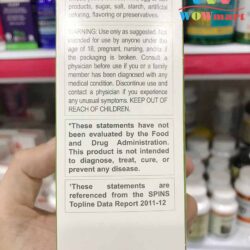 products, sugar, salt, starch, artificial
coloring, flavoring or preservatives.
WOWmart
WARNING: Use only as suggested. Not
intended for use by anyone under the
age of 18, pregnant, nursing, and/or if
the packaging is broken. Consult a
physician before use if you or a family
member has been diagnosed with any
medical condition. Discontinue use and
contact a physician if you experience
any unusual symptoms. KEEP OUT OF
REACH OF CHILDREN.
*These statements have not
been evaluated by the Food
and Drug Administration.
This product is not intended
to diagnose, treat, cure, or
prevent any disease.
‡These statements are
referenced from the SPINS
Topline Data Report 2011-12